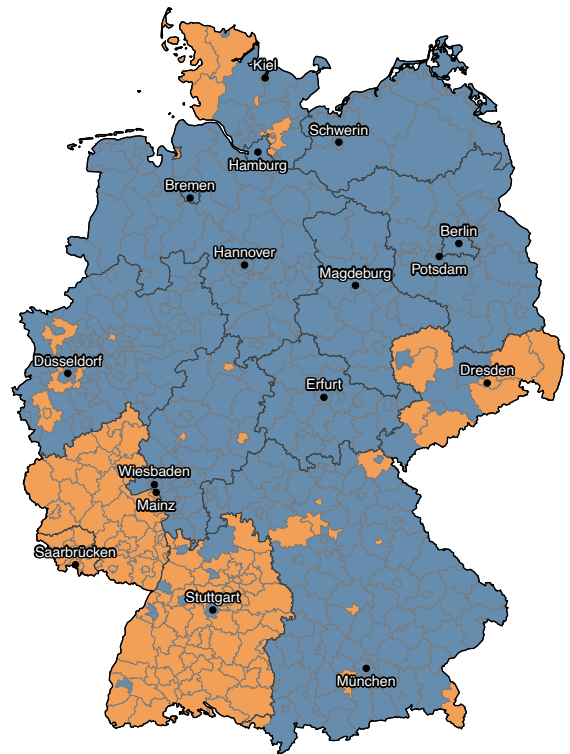 Kiel
Schwerin
Hamburg
Bremen
Berlin
Hannover
Potsdam
Magdeburg
Düsseldorf
Dresden
Erfurt
Wiesbaden
Mainz
Saarbrücken
Stuttgart
München